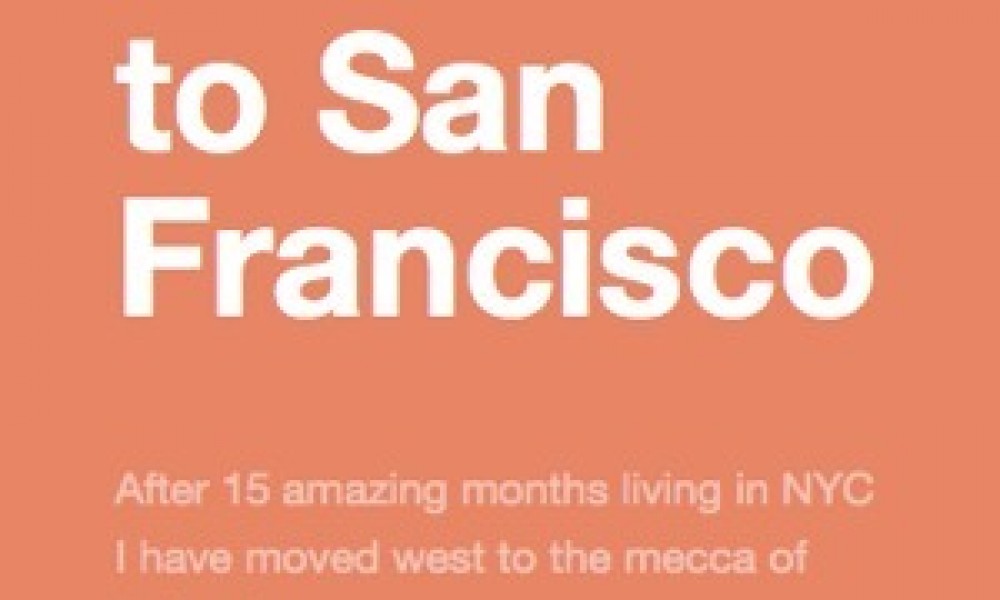 to San
Francisco
After 15 amazing months living in NYC
I have moved west to the mecca of